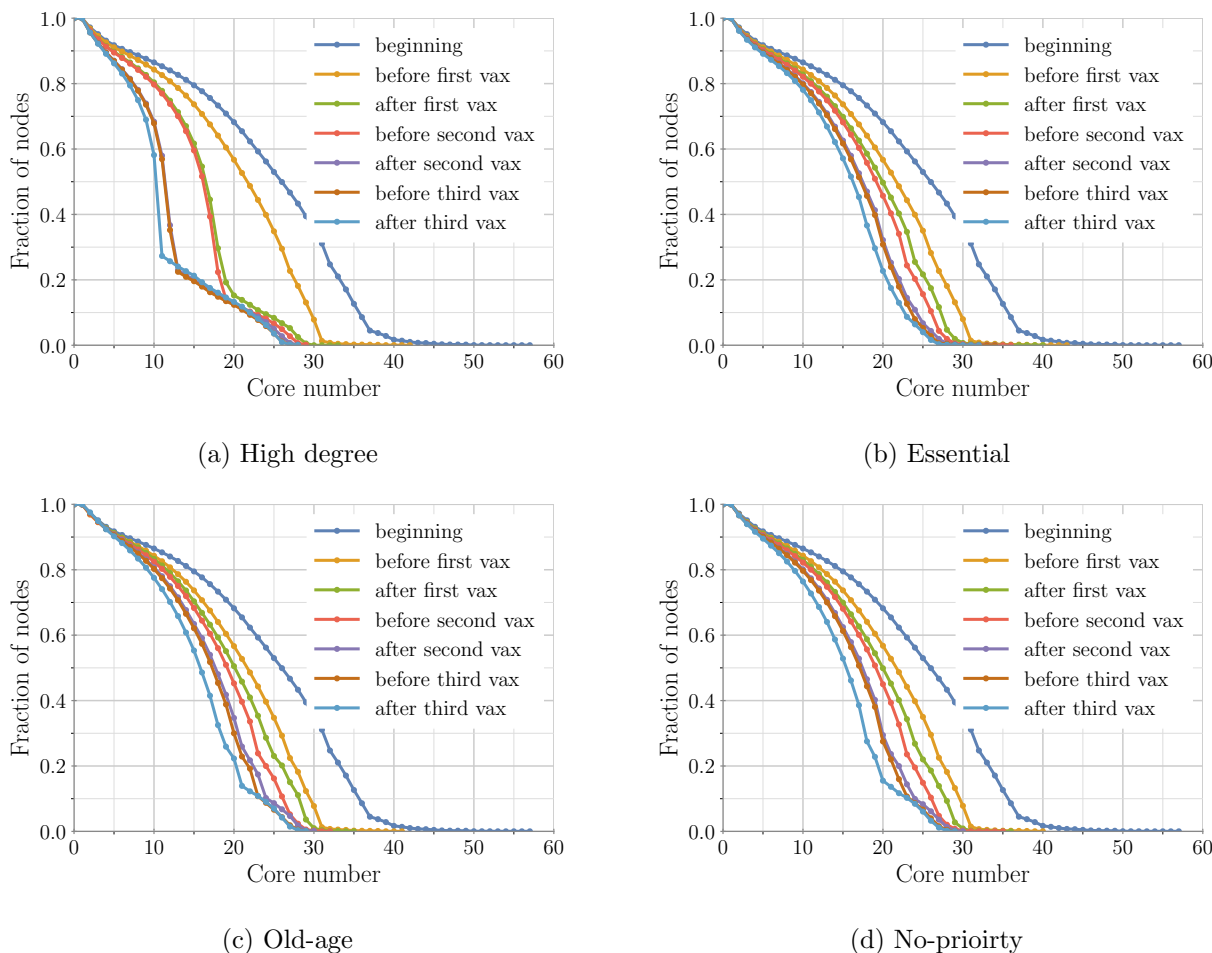 1.0
0.8
0.6
0.4
0.2
0.0
Fraction of nodes
0 10 20 30 40 50 60
Core number
beginning
before first vax
after first vax
before second vax
after second vax
before third vax
after third vax
(a) High degree
1.0
0.8
0.6
0.4
0.2
0.0
Fraction of nodes
0 10 20 30 40 50 60
Core number
beginning
before first vax
after first vax
before second vax
after second vax
before third vax
after third vax
(b) Essential
1.0
0.8
0.6
0.4
0.2
0.0
Fraction of nodes
0 10 20 30 40 50 60
Core number
beginning
before first vax
after first vax
before second vax
after second vax
before third vax
after third vax
(c) Old-age
1.0
0.8
0.6
0.4
0.2
0.0
Fraction of nodes
0 10 20 30 40 50 60
Core number
beginning
before first vax
after first vax
before second vax
after second vax
before third vax
after third vax
(d) No-prioirty